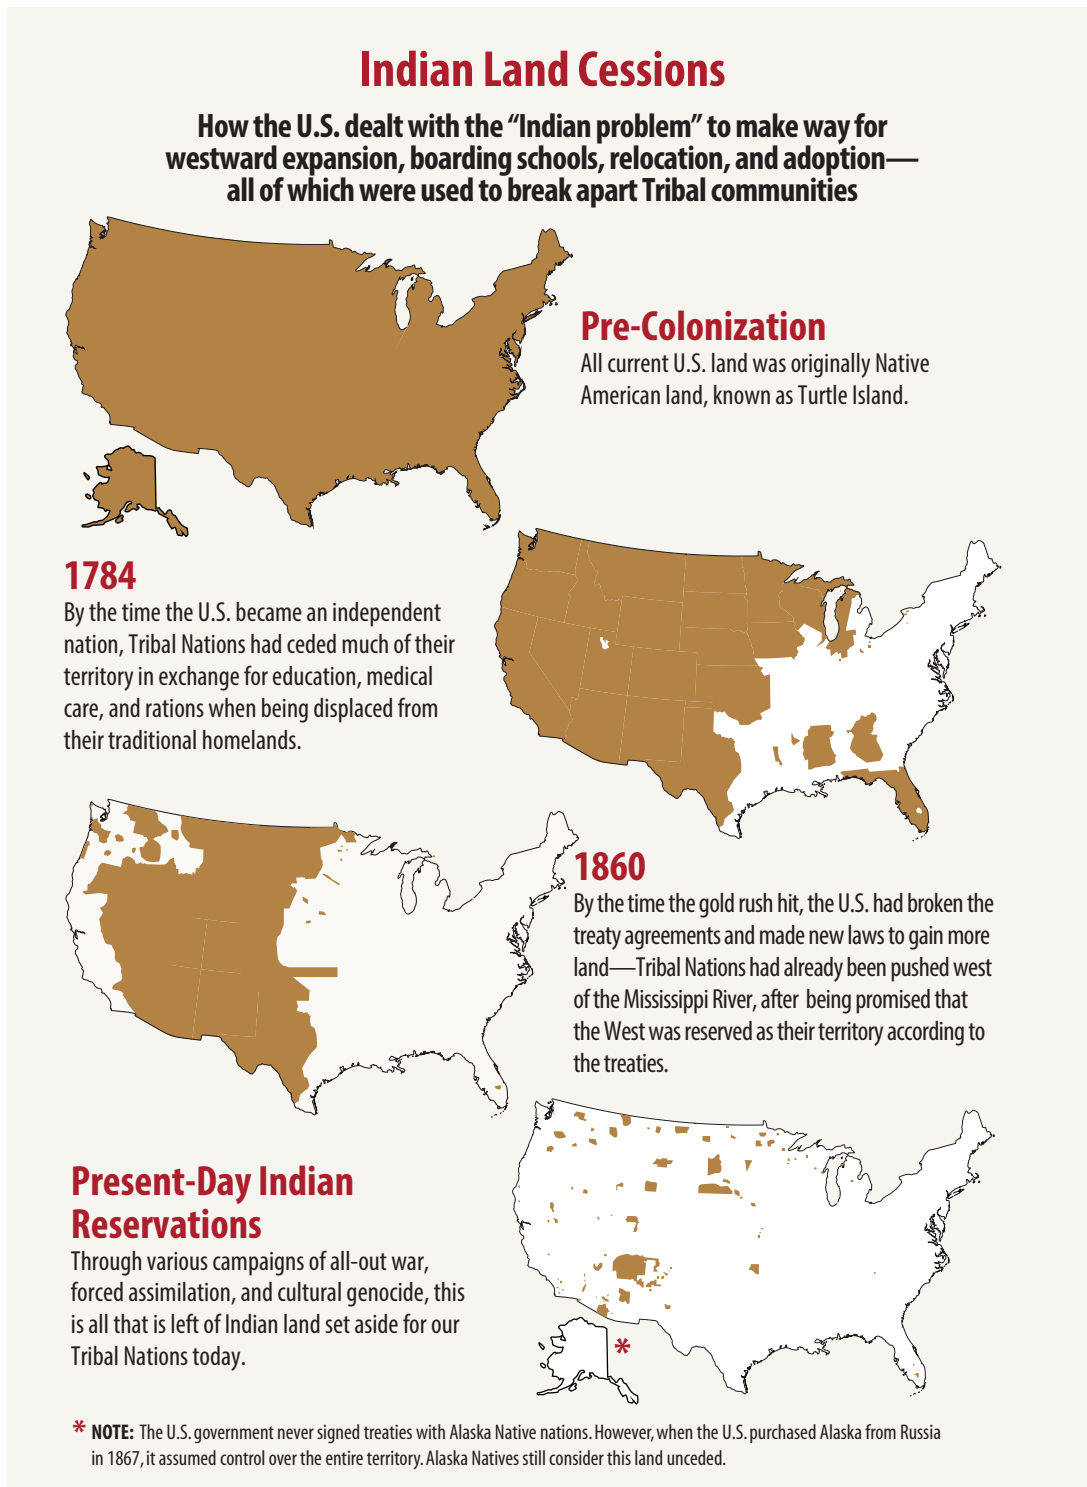 Indian Land Cessions
How the U.S. dealt with the “Indian problem” to make way for
westward expansion, boarding schools, relocation, and adoption—
all of which were used to break apart Tribal communities
Pre-Colonization
All current U.S. land was originally Native
American land, known as Turtle Island.
1784
By the time the U.S. became an independent
nation, Tribal Nations had ceded much of their
territory in exchange for education, medical
care, and rations when being displaced from
their traditional homelands.
1860
By the time the gold rush hit, the U.S. had broken the
treaty agreements and made new laws to gain more
land—Tribal Nations had already been pushed west
of the Mississippi River, after being promised that
the West was reserved as their territory according to
the treaties.
Present-Day Indian
Reservations
Through various campaigns of all-out war,
forced assimilation, and cultural genocide, this
is all that is left of Indian land set aside for our
Tribal Nations today.
*
* NOTE: The U.S. government never signed treaties with Alaska Native nations. However, when the U.S. purchased Alaska from Russia
in 1867, it assumed control over the entire territory. Alaska Natives still consider this land unceded.